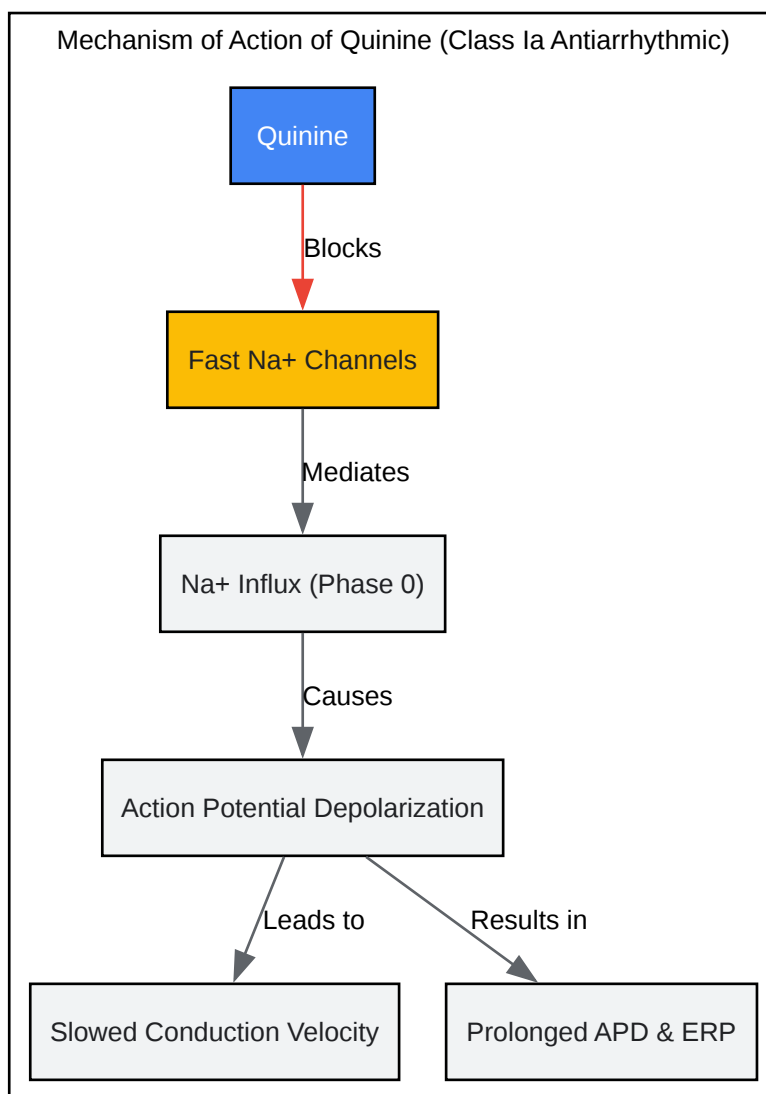 Mechanism of Action of Quinine (Class Ia Antiarrhythmic)
Quinine
Blocks
Fast Na+ Channels
Mediates
Na+ Influx (Phase 0)
Causes
Action Potential Depolarization
Leads to
Results in
Slowed Conduction Velocity
Prolonged APD & ERP